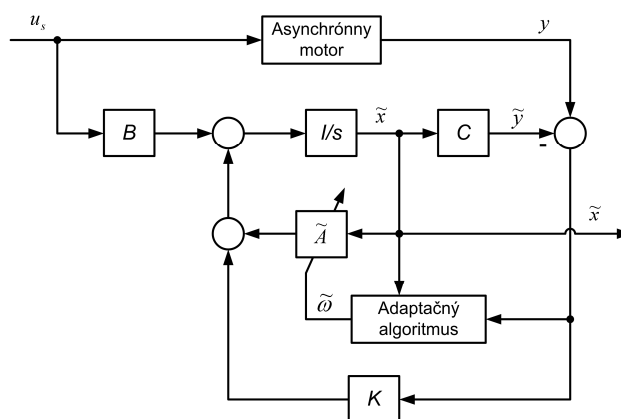 u_s
Asynchrónny
motor
y
B
I/s
x̃
C
ỹ
-
Ã
x̃
ω̃
Adaptačný
algoritmus
K